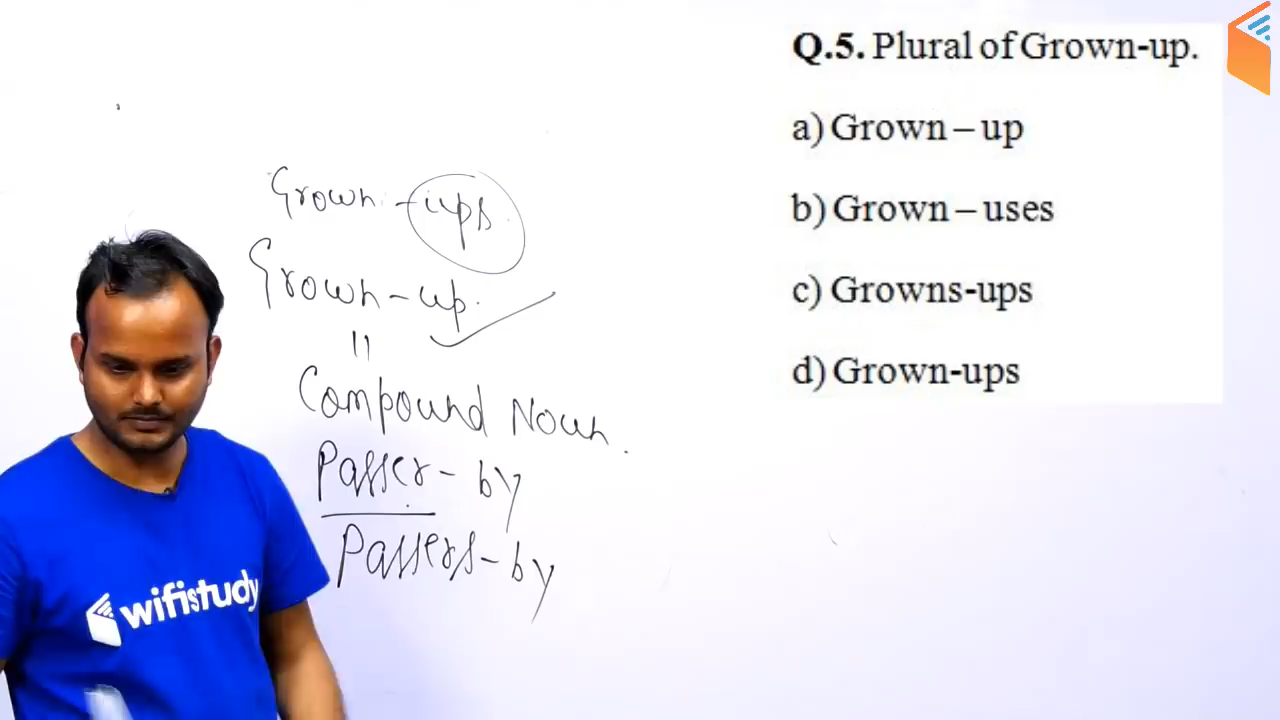 Q.5. Plural of Grown-up.
a) Grown – up
b) Grown – uses
c) Growns-ups
d) Grown-ups
Grown - ups
Grown - up.
Compound Noun.
Passer - by
Passers - by
wifistudy